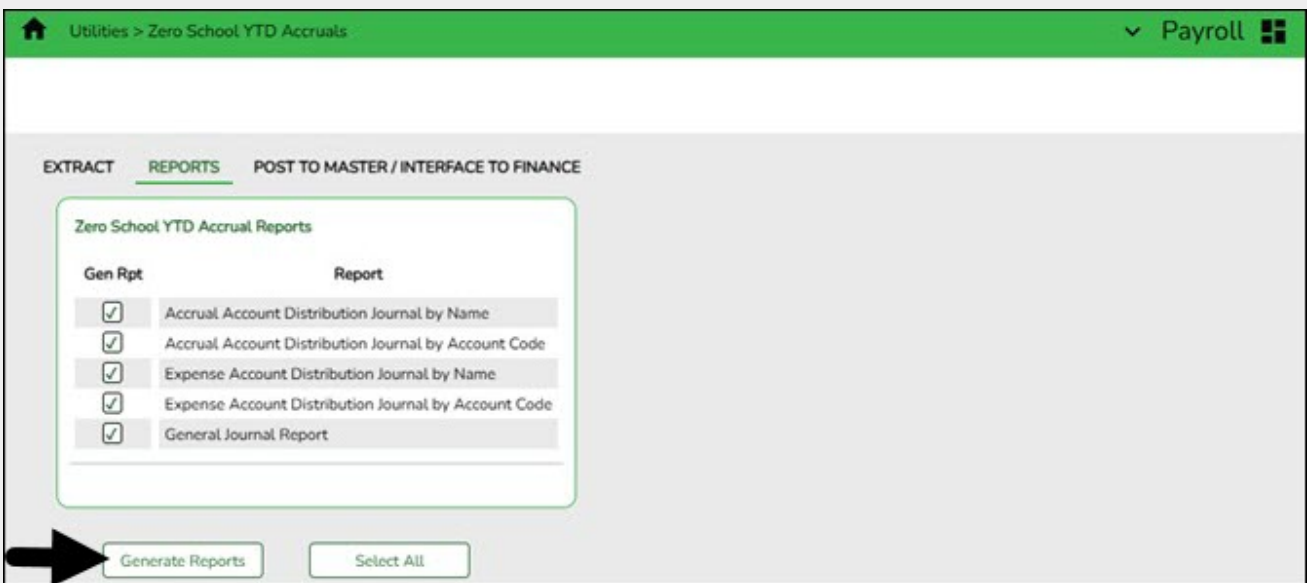 Utilities > Zero School YTD Accruals Payroll
EXTRACT REPORTS POST TO MASTER / INTERFACE TO FINANCE
Zero School YTD Accrual Reports
Gen Rpt Report
Accrual Account Distribution Journal by Name
Accrual Account Distribution Journal by Account Code
Expense Account Distribution Journal by Name
Expense Account Distribution Journal by Account Code
General Journal Report
Generate Reports Select All